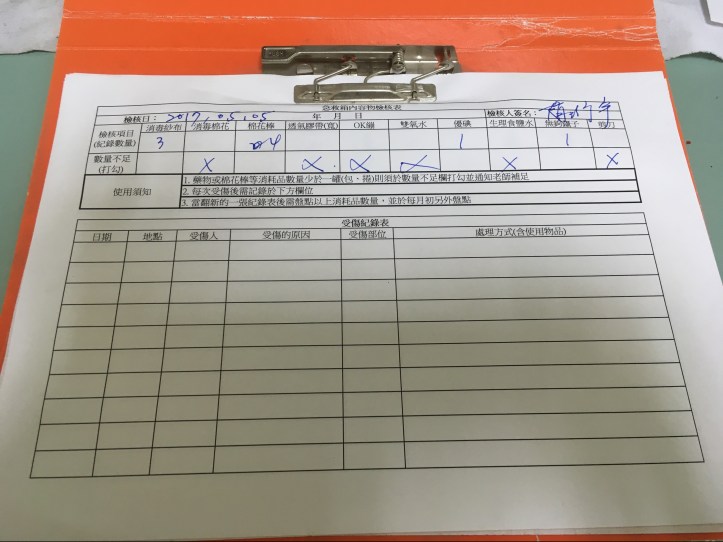 急救箱內容物檢核表
檢核日：2017.05.05 年 月 日 檢核人簽名：
檢核項目(紀錄數量) 消毒紗布 消毒棉花 棉花棒 透氣膠帶(寬) OK繃 雙氧水 優碘 生理食鹽水 無鉤鑷子 剪刀
3 4 1 1
數量不足(打勾) X X X X X X
使用須知
1. 藥物或棉花棒等消耗品數量少於一罐(包、捲)則須於數量不足欄打勾並通知老師補足
2. 每次受傷後需記錄於下方欄位
3. 當翻新的一張紀錄表後需盤點以上消耗品數量，並於每月初另外盤點
受傷紀錄表
日期 地點 受傷人 受傷的原因 受傷部位 處理方式(含使用物品)